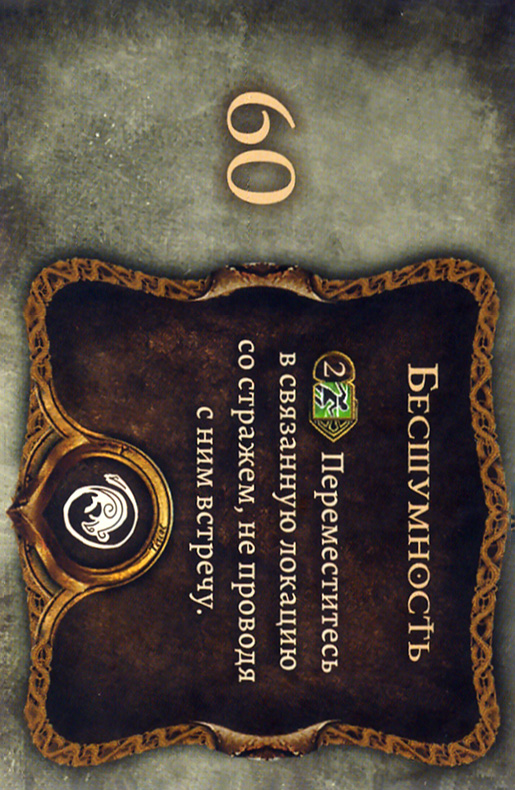 60
Бесшумность
2 Переместитесь
в связанную локацию
со стражем, не проводя
с ним встречу.